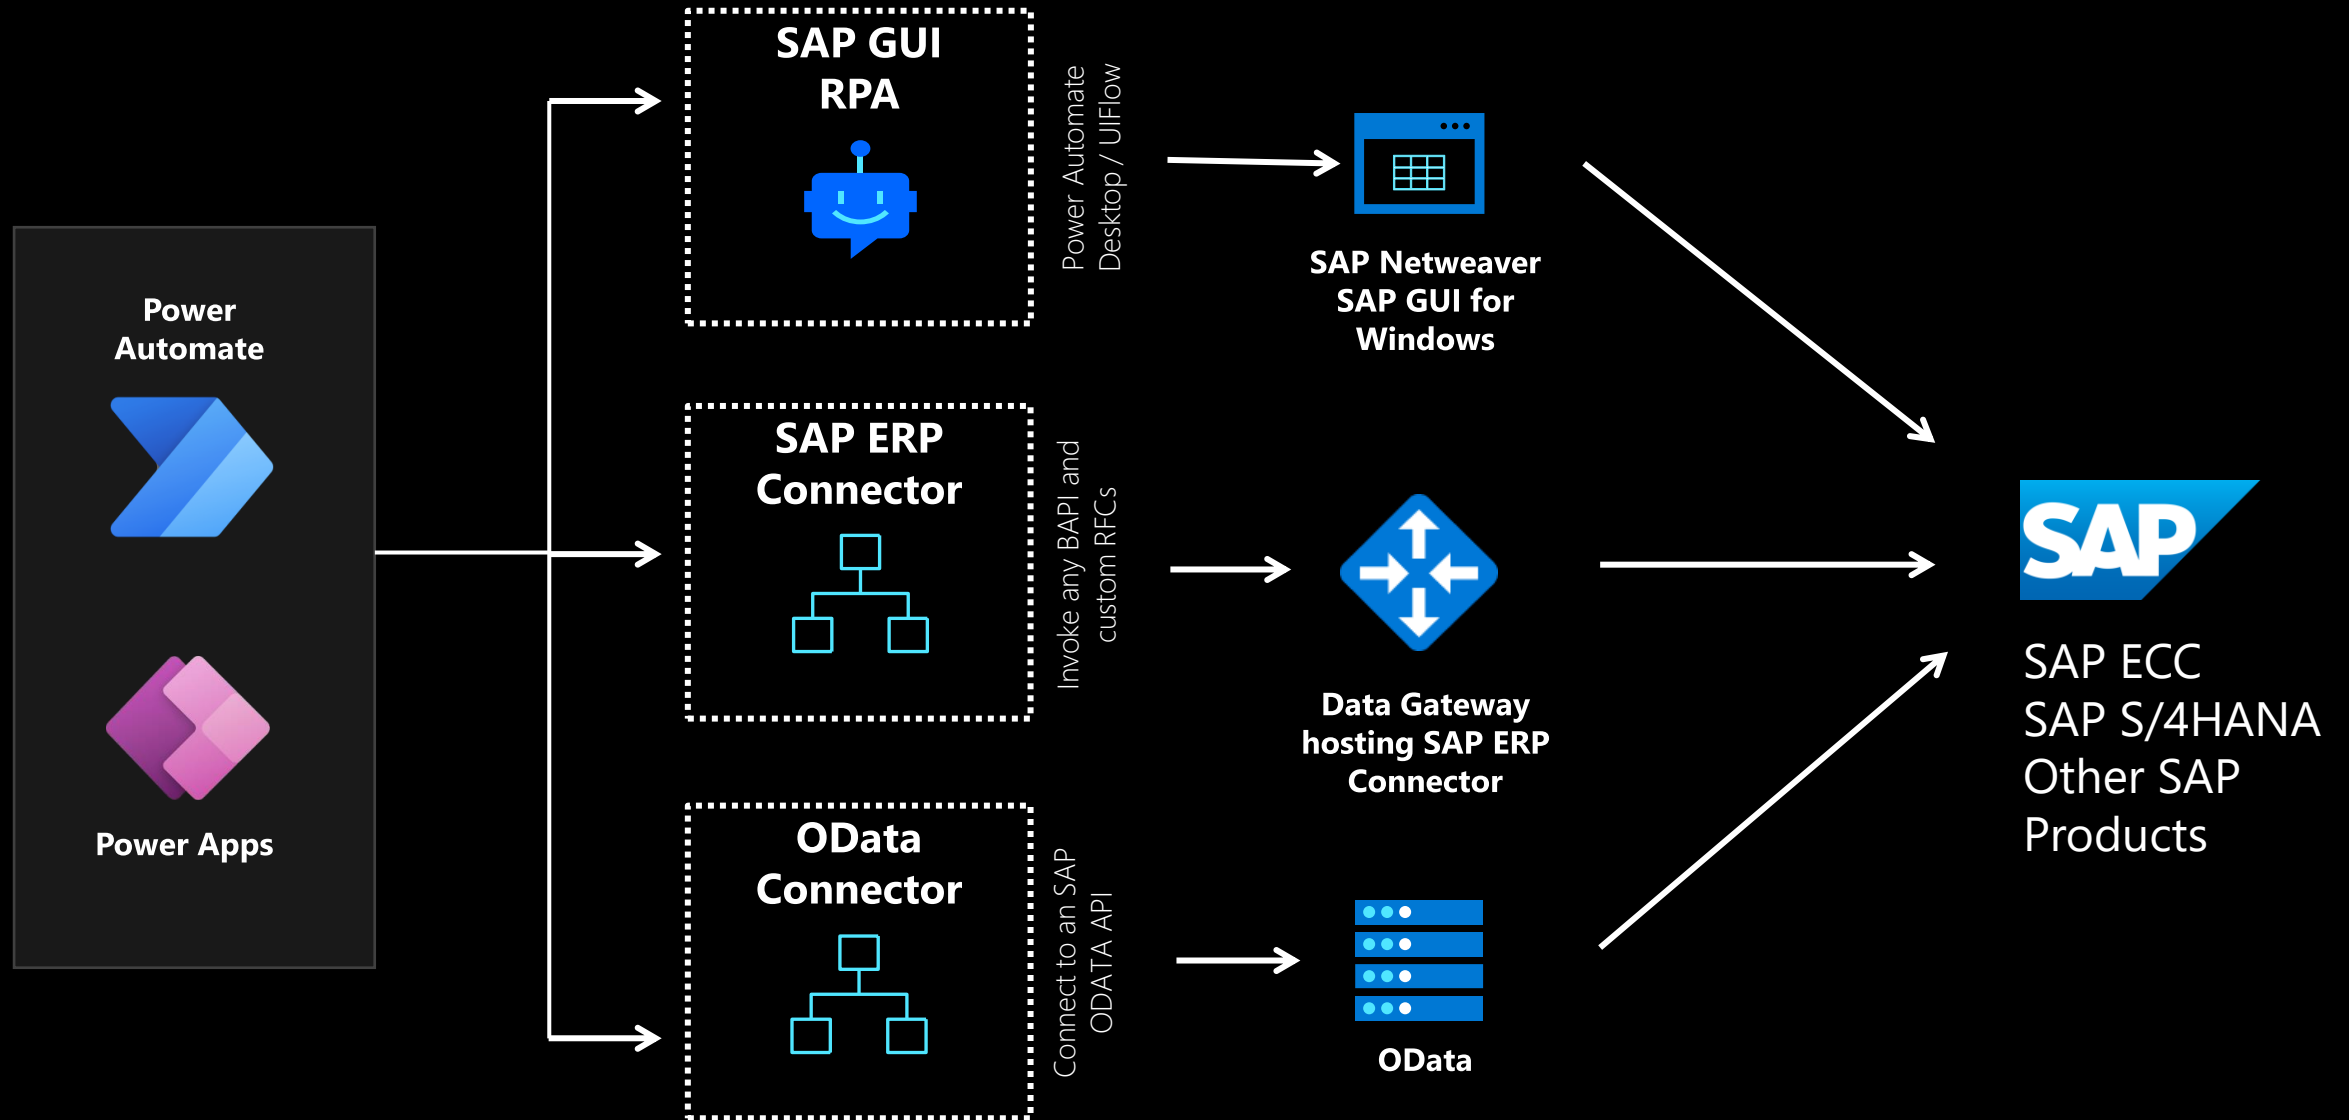 Power
Automate
Power Apps
SAP GUI
RPA
Power Automate
Desktop / UIFlow
SAP Netweaver
SAP GUI for
Windows
SAP ERP
Connector
Invoke any BAPI and
custom RFCs
Data Gateway
hosting SAP ERP
Connector
OData
Connector
Connect to an SAP
ODATA API
OData
SAP
SAP ECC
SAP S/4HANA
Other SAP
Products